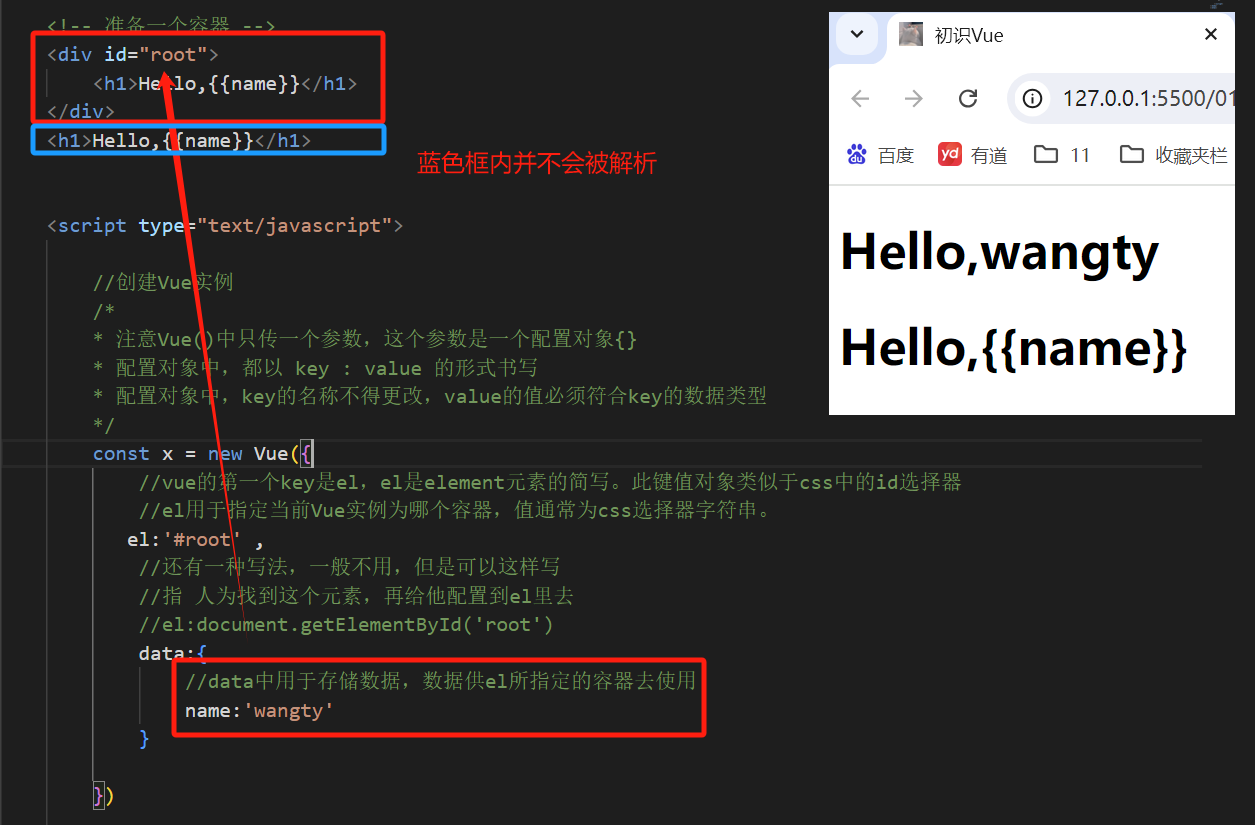 <!-- 准备一个容器 -->
<div id="root">
<h1>Hello,{{name}}</h1>
</div>
<h1>Hello,{{name}}</h1>
蓝色框内并不会被解析
<script type="text/javascript">
//创建Vue实例
/*
* 注意Vue()中只传一个参数，这个参数是一个配置对象{}
* 配置对象中，都以 key : value 的形式书写
* 配置对象中，key的名称不得更改，value的值必须符合key的数据类型
*/
const x = new Vue({
//vue的第一个key是el，el是element元素的简写。此键值对象类似于css中的id选择器
//el用于指定当前Vue实例为哪个容器，值通常为css选择器字符串。
el:'#root' ,
//还有一种写法，一般不用，但是可以这样写
//指 人为找到这个元素，再给他配置到el里去
//el:document.getElementById('root')
data:{
//data中用于存储数据，数据供el所指定的容器去使用
name:'wangty'
}
})
初识Vue
127.0.0.1:5500/01
du 百度 yd 有道 11 收藏夹栏
Hello,wangty
Hello,{{name}}